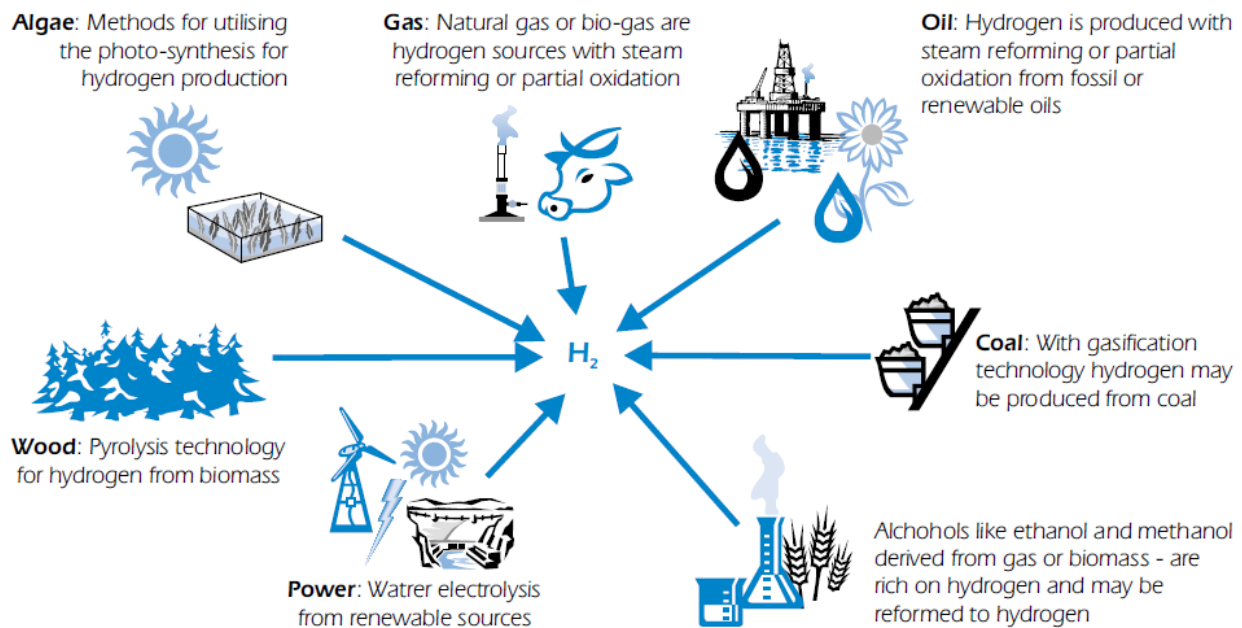 Algae: Methods for utilising
the photo-synthesis for
hydrogen production
Gas: Natural gas or bio-gas are
hydrogen sources with steam
reforming or partial oxidation
Oil: Hydrogen is produced with
steam reforming or partial
oxidation from fossil or
renewable oils
H₂
Coal: With gasification
technology hydrogen may
be produced from coal
Wood: Pyrolysis technology
for hydrogen from biomass
Power: Watrer electrolysis
from renewable sources
Alchohols like ethanol and methanol
derived from gas or biomass - are
rich on hydrogen and may be
reformed to hydrogen